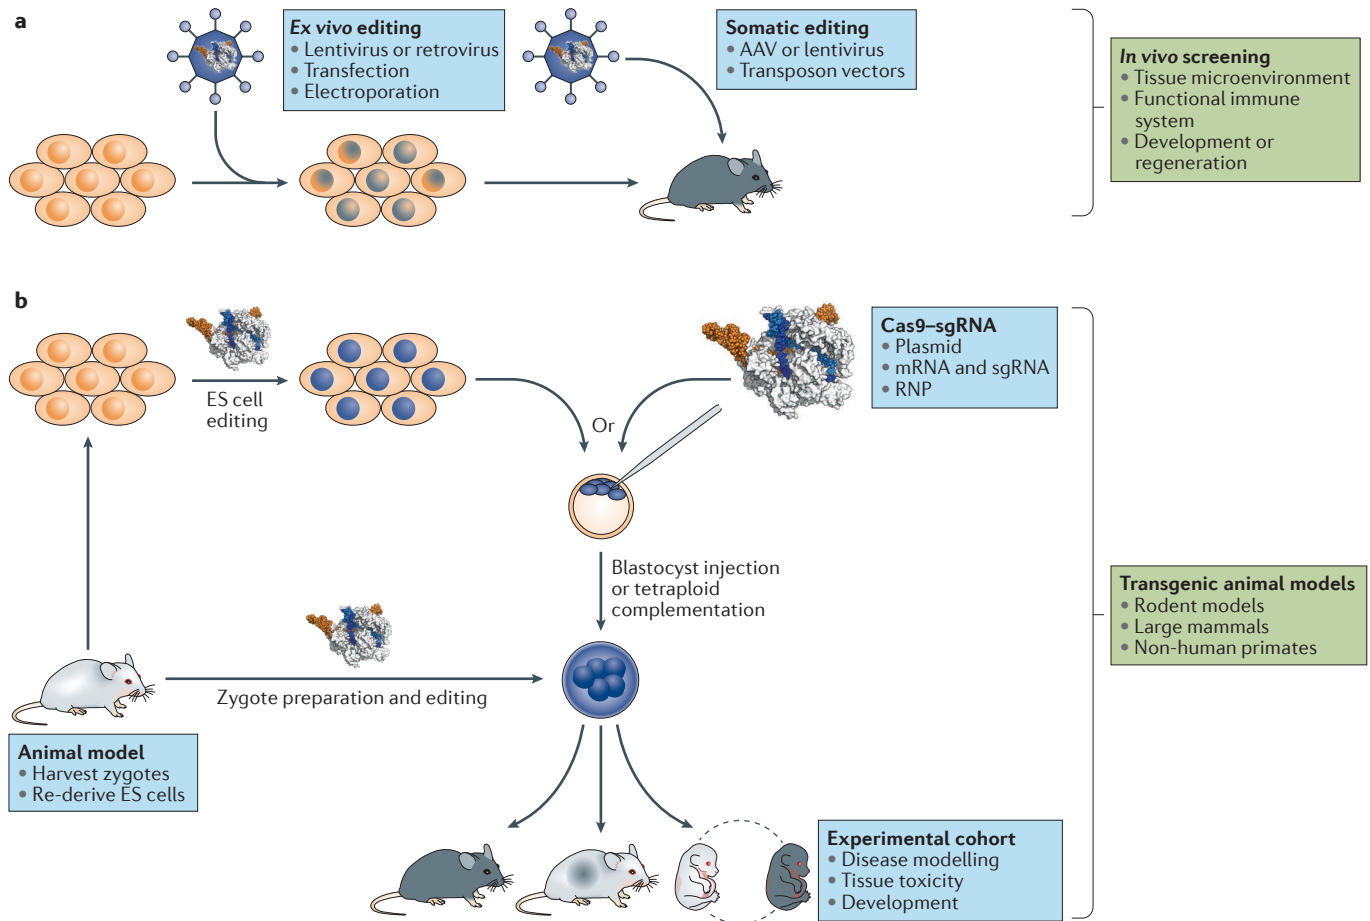 a
Ex vivo editing
• Lentivirus or retrovirus
• Transfection
• Electroporation
Somatic editing
• AAV or lentivirus
• Transposon vectors
In vivo screening
• Tissue microenvironment
• Functional immune
system
• Development or
regeneration
b
ES cell
editing
Or
Cas9–sgRNA
• Plasmid
• mRNA and sgRNA
• RNP
Blastocyst injection
or tetraploid
complementation
Transgenic animal models
• Rodent models
• Large mammals
• Non-human primates
Zygote preparation and editing
Animal model
• Harvest zygotes
• Re-derive ES cells
Experimental cohort
• Disease modelling
• Tissue toxicity
• Development